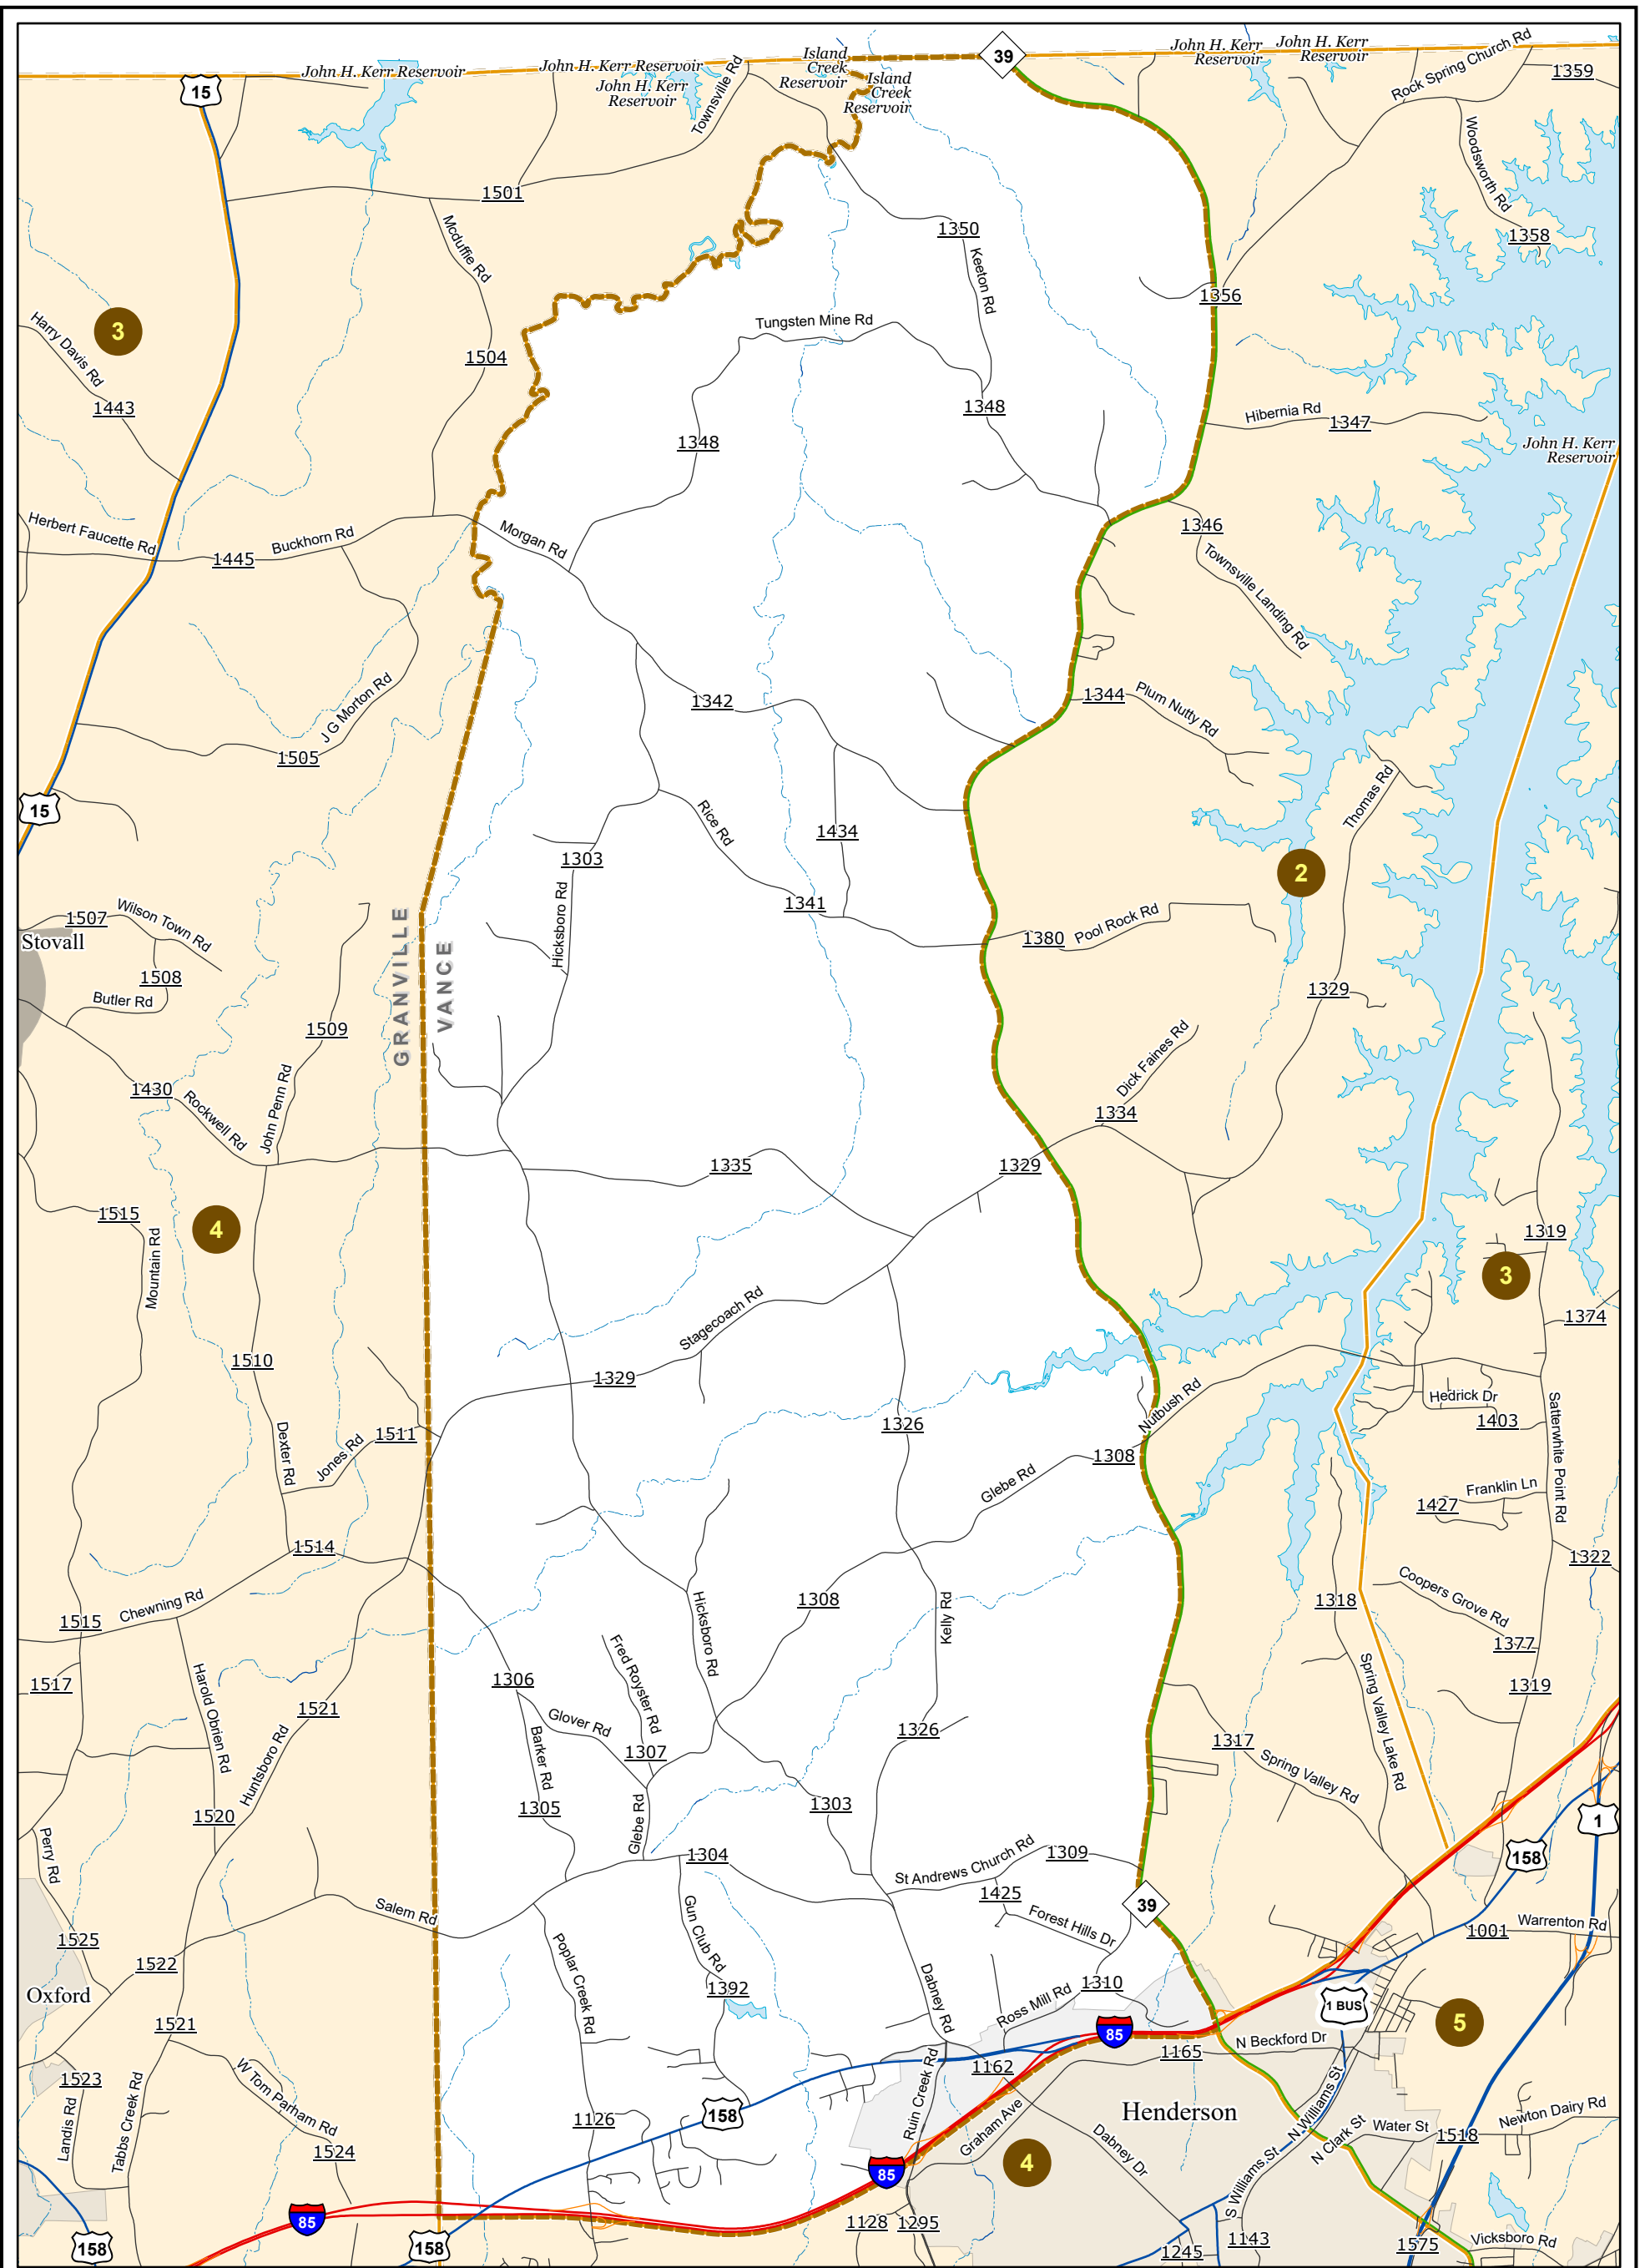 39
John H. Kerr Reservoir
John H. Kerr Reservoir
John H. Kerr
Reservoir
Island
Creek
Reservoir
Island
Creek
Reservoir
John H. Kerr
Reservoir
John H. Kerr
Reservoir
Rock Spring Church Rd
1359
15
Townsville Rd
Woodsworth Rd
1501
1350
1358
Mcduffie Rd
Keeton Rd
1356
3
Harry Davis Rd
Tungsten Mine Rd
1504
1443
1348
Hibernia Rd
1347
1348
John H. Kerr
Reservoir
Herbert Faucette Rd
1445
Buckhorn Rd
Morgan Rd
1346
Townsville Landing Rd
J G Morton Rd
1342
1344
Plum Nutty Rd
1505
15
Rice Rd
1434
Thomas Rd
1303
2
Hicksboro Rd
1341
1507
Wilson Town Rd
Stovall
GRANVILLE
VANCE
1380
Pool Rock Rd
1508
Butler Rd
1329
1509
1430
Rockwell Rd
John Penn Rd
Dick Faines Rd
1334
1335
1329
1515
4
Mountain Rd
1319
3
Stagecoach Rd
1374
1510
1329
Hedrick Dr
1403
Satterwhite Point Rd
Nutbush Rd
1326
Dexter Rd
Jones Rd
1511
1308
Glebe Rd
Franklin Ln
1427
1514
1322
Chewning Rd
1515
1308
Hicksboro Rd
Kelly Rd
1318
Coopers Grove Rd
1377
Fred Royster Rd
Harold Obrien Rd
1306
1517
1319
Spring Valley Lake Rd
1521
Glover Rd
1326
1317
Huntsboro Rd
Barker Rd
1307
Spring Valley Rd
1305
1303
1520
Glebe Rd
1
158
Perry Rd
1304
St Andrews Church Rd
1309
1425
39
Salem Rd
Gun Club Rd
Forest Hills Dr
1001
Warrenton Rd
1525
Poplar Creek Rd
1522
Oxford
1392
Dabney Rd
1310
Ross Mill Rd
1 BUS
5
1521
85
N Beckford Dr
1165
1162
W Tom Parham Rd
1523
Landis Rd
Tabbs Creek Rd
Ruin Creek Rd
N Williams St
158
1126
Henderson
Graham Ave
Dabney Dr
N Clark St
Water St
1518
Newton Dairy Rd
1524
4
85
S Williams St
85
158
158
1128
1295
1245
1143
1575
Vicksboro Rd